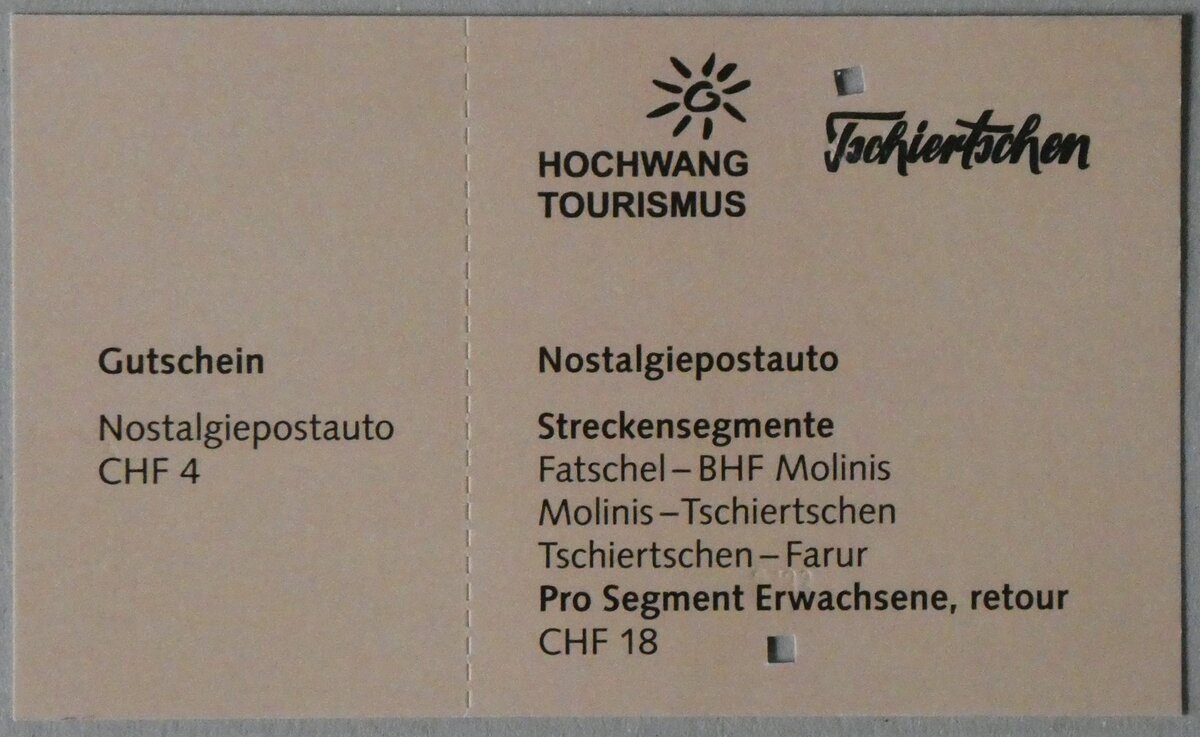 Gutschein
Nostalgiepostauto
CHF 4
HOCHWANG
TOURISMUS
Tschiertschen
Nostalgiepostauto
Streckensegmente
Fatschel – BHF Molinis
Molinis – Tschiertschen
Tschiertschen – Farur
Pro Segment Erwachsene, retour
CHF 18